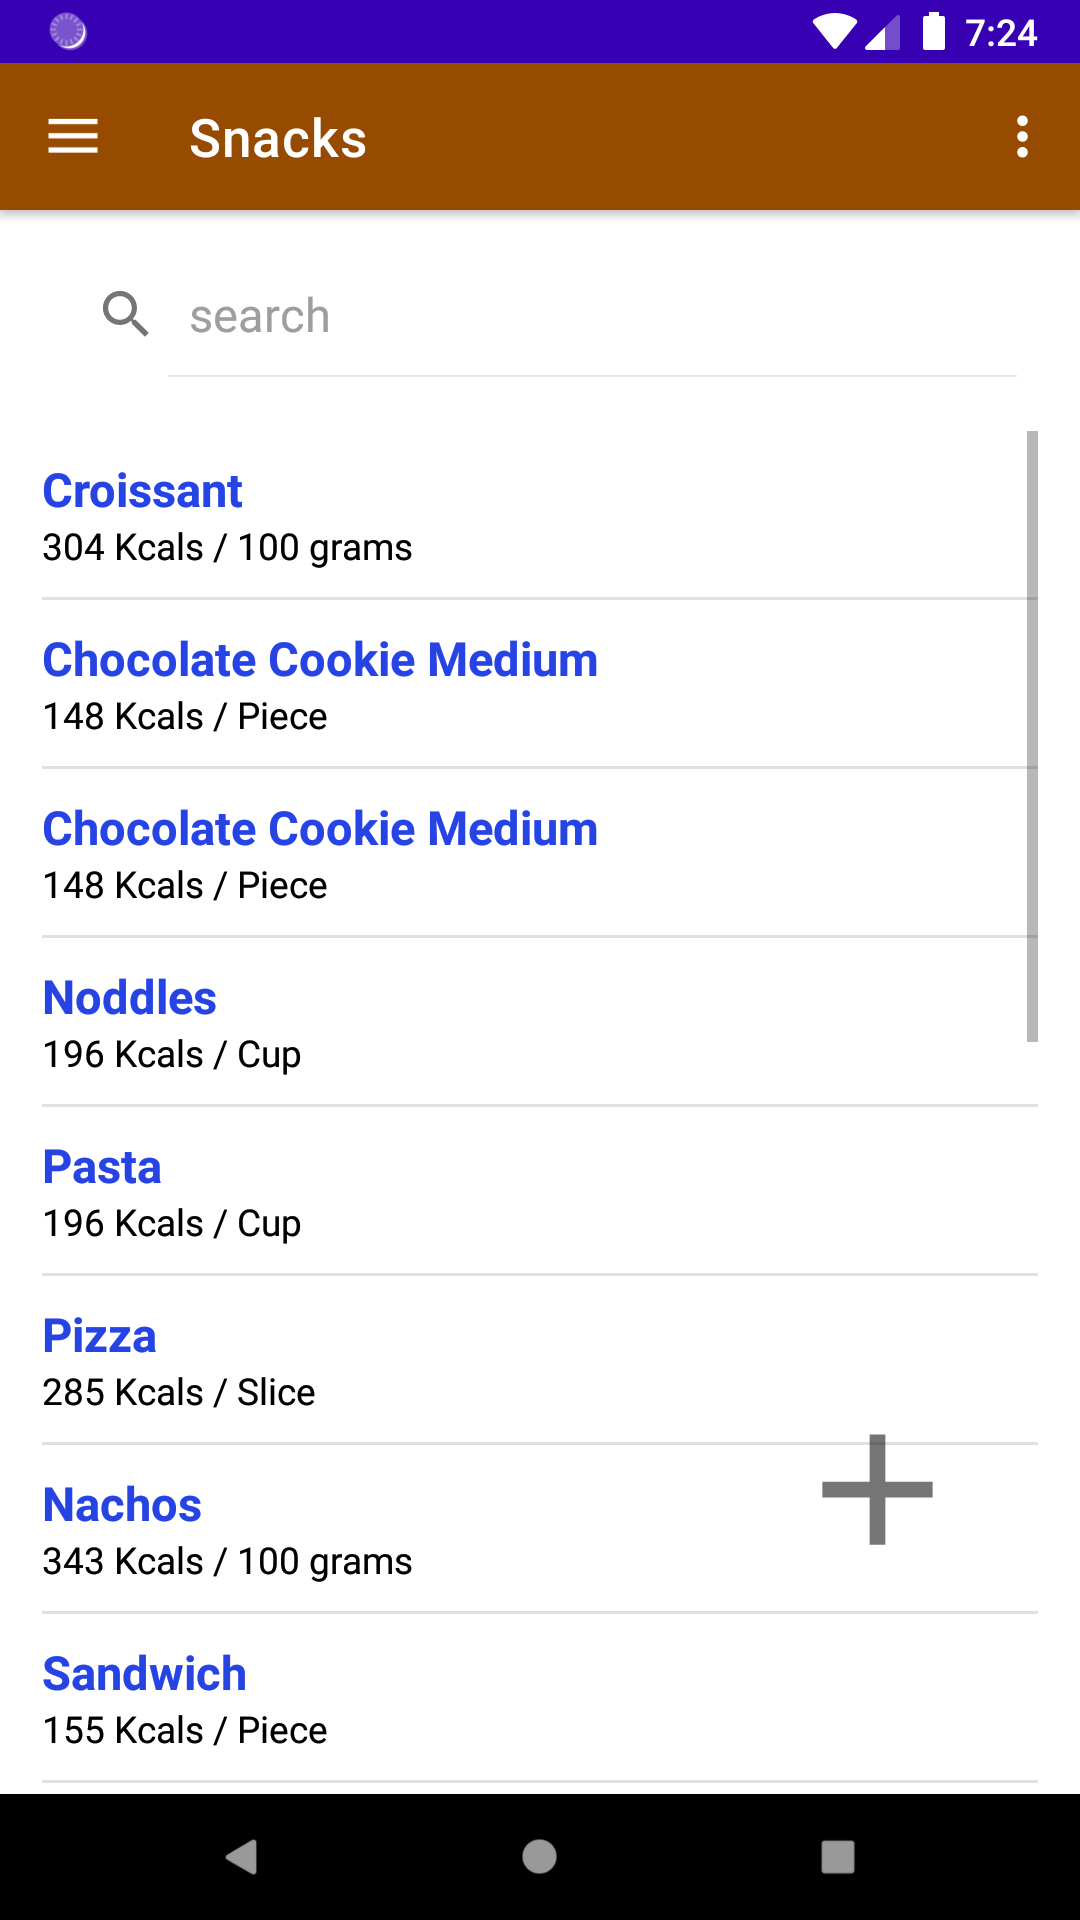 7:24
Snacks
search
Croissant
304 Kcals / 100 grams
Chocolate Cookie Medium
148 Kcals / Piece
Chocolate Cookie Medium
148 Kcals / Piece
Noddles
196 Kcals / Cup
Pasta
196 Kcals / Cup
Pizza
285 Kcals / Slice
Nachos
343 Kcals / 100 grams
Sandwich
155 Kcals / Piece